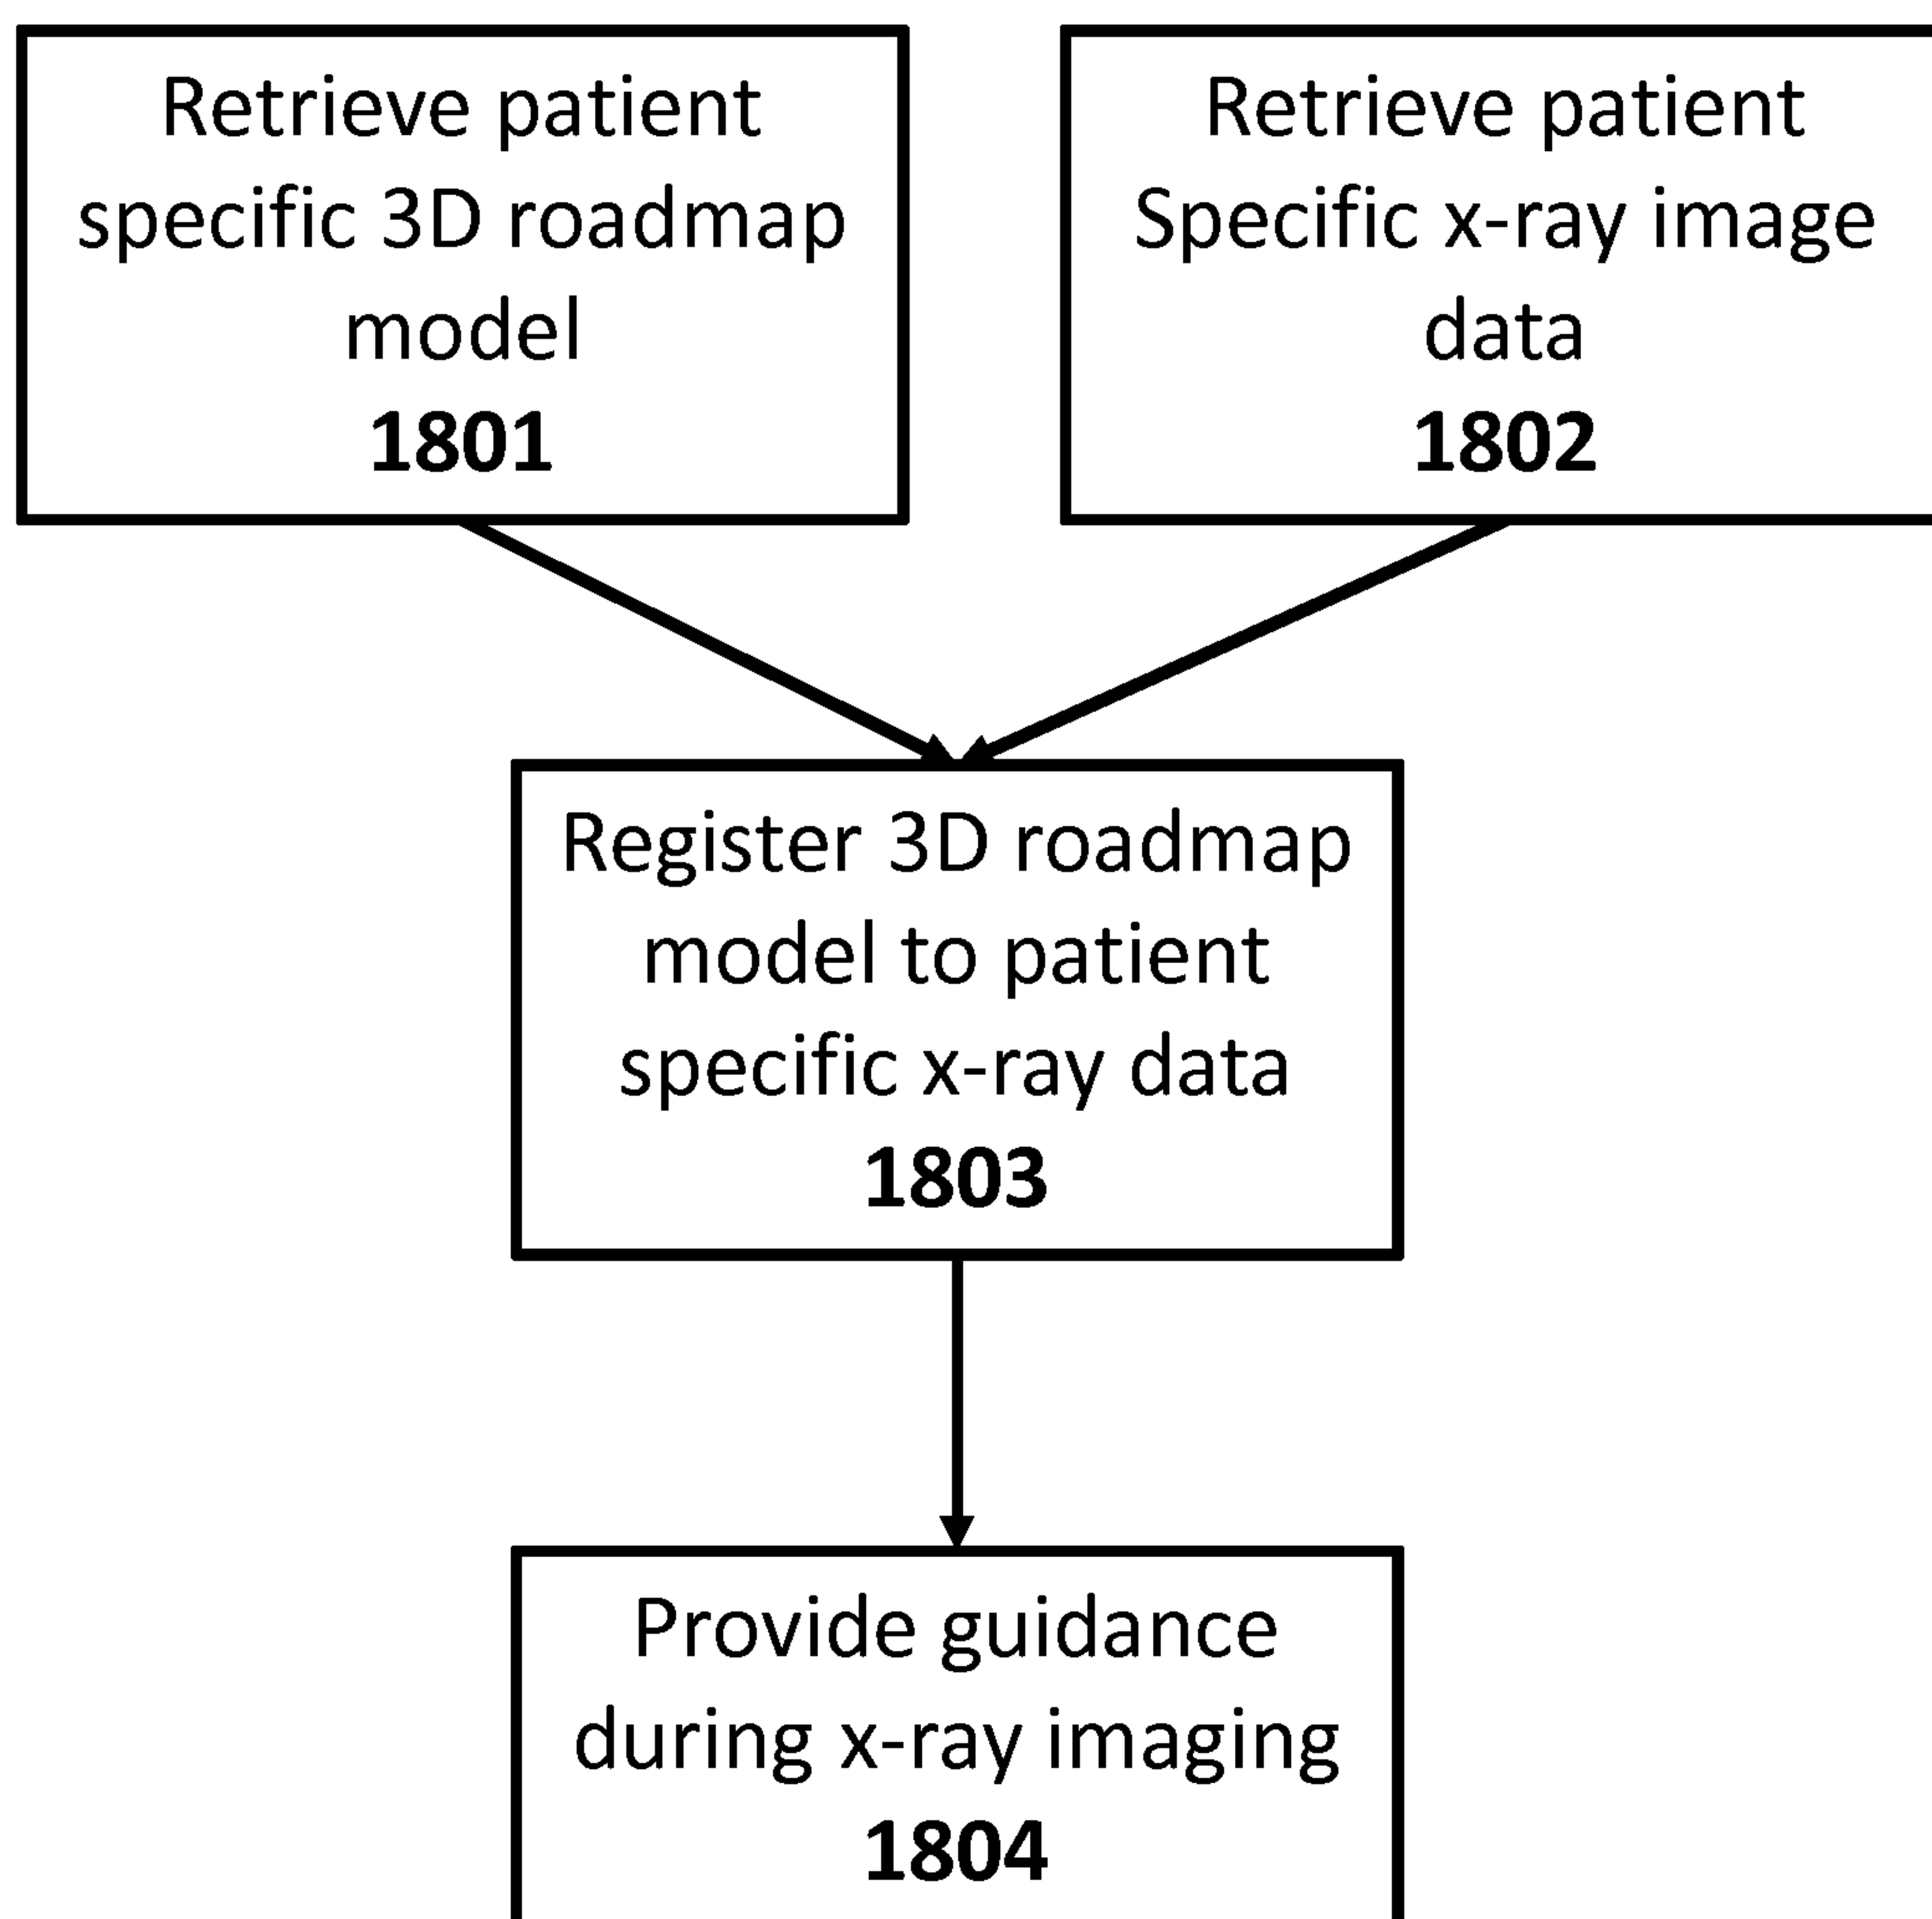 Retrieve patient
specific 3D roadmap
model
1801
Retrieve patient
Specific x-ray image
data
1802
Register 3D roadmap
model to patient
specific x-ray data
1803
Provide guidance
during x-ray imaging
1804